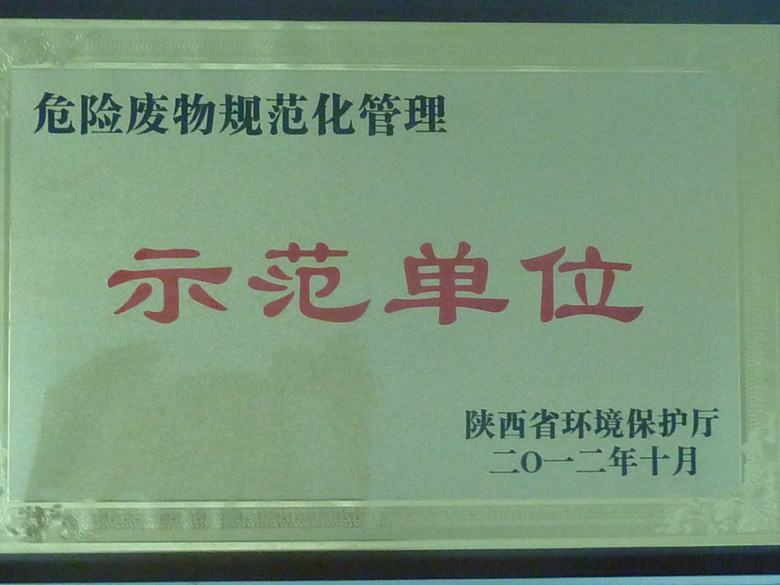 危险废物规范化管理
示范单位
陕西省环境保护厅
二O一二年十月